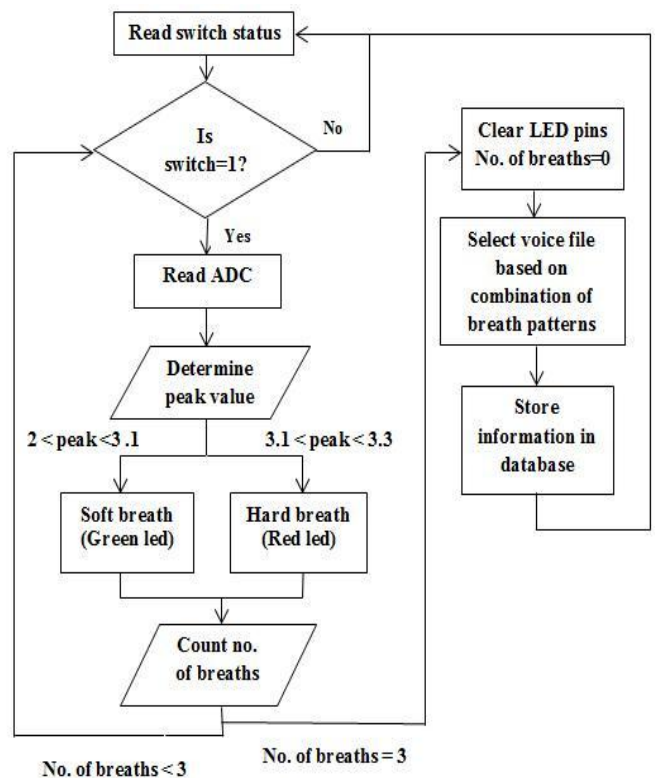 Read switch status
Is
switch=1?
No
Yes
Read ADC
Determine
peak value
2 < peak <3 .1
3.1 < peak < 3.3
Soft breath
(Green led)
Hard breath
(Red led)
Count no.
of breaths
No. of breaths < 3
No. of breaths = 3
Clear LED pins
No. of breaths=0
Select voice file
based on
combination of
breath patterns
Store
information in
database